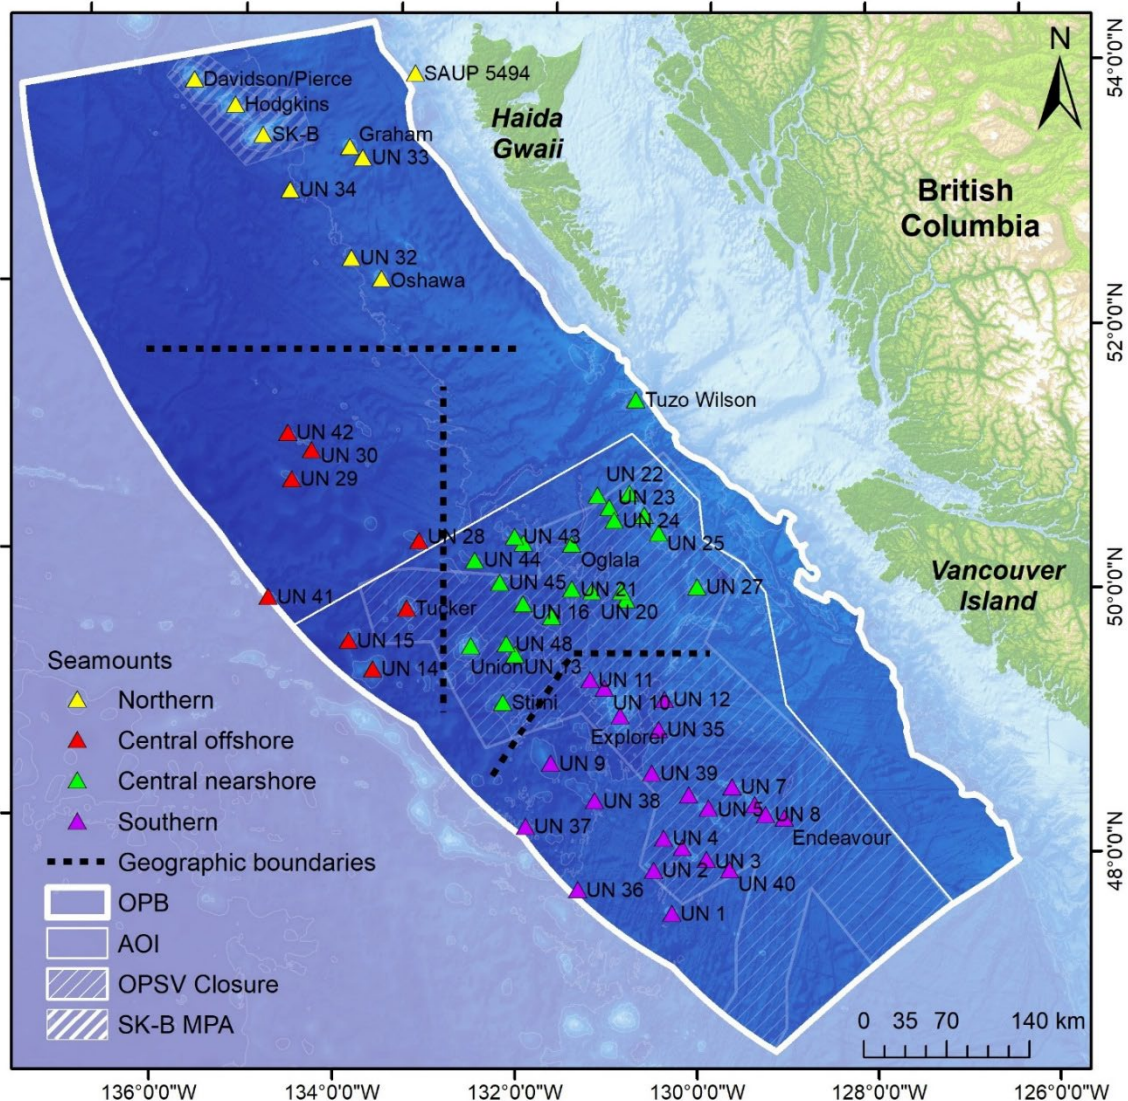 54°0'0"N
N
Davidson/Pierce
SAUP 5494
Hodgkins
Haida
Gwaii
SK-B
Graham
UN 33
UN 34
British
Columbia
UN 32
Oshawa
52°0'0"N
Tuzo Wilson
UN 42
UN 30
UN 29
UN 22
UN 23
UN 24
UN 25
UN 28
UN 43
Oglala
UN 44
UN 45
UN 21
UN 27
50°0'0"N
Vancouver
Island
UN 41
Tucker
UN 16
UN 20
UN 15
UN 48
UN 14
Union
UN 13
Seamounts
Northern
Central offshore
Central nearshore
Southern
Geographic boundaries
OPB
AOI
OPSV Closure
SK-B MPA
UN 11
UN 10
UN 12
Stirni
Explorer
UN 35
UN 9
UN 39
UN 7
UN 38
UN 5
UN 8
UN 37
Endeavour
UN 4
48°0'0"N
UN 3
UN 2
UN 40
UN 36
UN 1
0 35 70 140 km
136°0'0"W 134°0'0"W 132°0'0"W 130°0'0"W 128°0'0"W 126°0'0"W